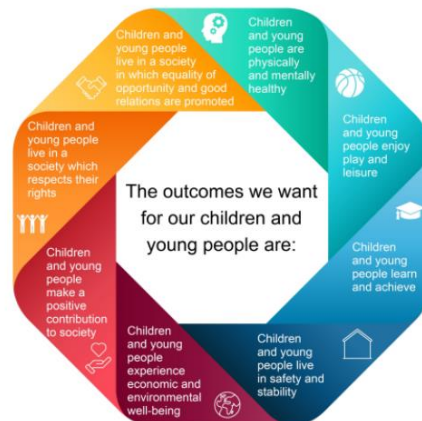 The outcomes we want
for our children and
young people are:
Children
and young
people are
physically
and mentally
healthy
Children
and young
people enjoy
play and
leisure
Children
and young
people learn
and achieve
Children
and young
people live
in safety and
stability
Children
and young
people
experience
economic and
environmental
well-being
Children
and young
people
make a
positive
contribution
to society
Children and
young people
live in a
society which
respects their
rights
Children and
young people
live in a society
in which equality of
opportunity and good
relations are promoted